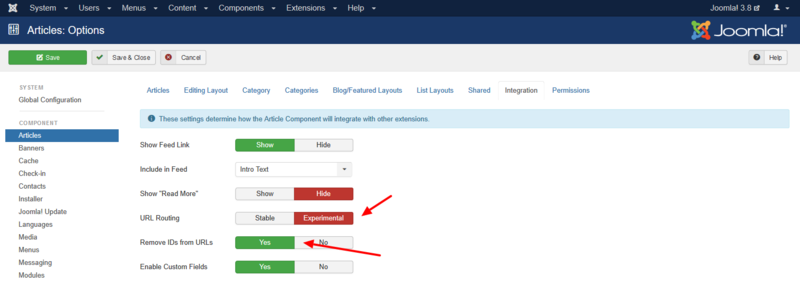 System Users Menus Content Components Extensions Help Joomla! 3.8
Articles: Options Joomla!®
Save Save & Close Cancel Help
SYSTEM
Global Configuration
COMPONENT
Articles
Banners
Cache
Check-in
Contacts
Installer
Joomla! Update
Languages
Media
Menus
Messaging
Modules
Articles Editing Layout Category Categories Blog/Featured Layouts List Layouts Shared Integration Permissions
These settings determine how the Article Component will integrate with other extensions.
Show Feed Link Show Hide
Include in Feed Intro Text
Show "Read More" Show Hide
URL Routing Stable Experimental
Remove IDs from URLs Yes No
Enable Custom Fields Yes No